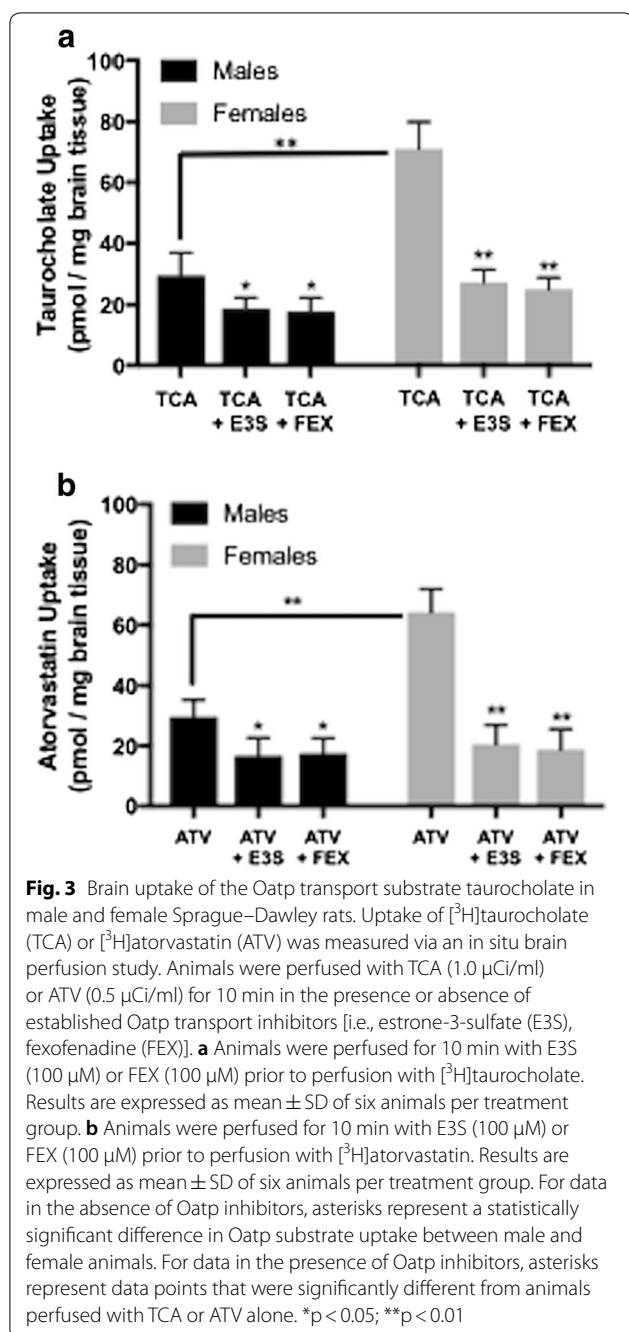 a
Males
Females
Taurocholate Uptake
(pmol / mg brain tissue)
100
80
60
40
20
0
**
*
*
**
**
TCA
TCA
+ E3S
TCA
+ FEX
TCA
TCA
+ E3S
TCA
+ FEX
b
Males
Females
Atorvastatin Uptake
(pmol / mg brain tissue)
100
80
60
40
20
0
**
*
*
**
**
ATV
ATV
+ E3S
ATV
+ FEX
ATV
ATV
+ E3S
ATV
+ FEX
Fig. 3 Brain uptake of the Oatp transport substrate taurocholate in
male and female Sprague–Dawley rats. Uptake of [³H]taurocholate
(TCA) or [³H]atorvastatin (ATV) was measured via an in situ brain
perfusion study. Animals were perfused with TCA (1.0 µCi/ml)
or ATV (0.5 µCi/ml) for 10 min in the presence or absence of
established Oatp transport inhibitors [i.e., estrone-3-sulfate (E3S),
fexofenadine (FEX)]. a Animals were perfused for 10 min with E3S
(100 µM) or FEX (100 µM) prior to perfusion with [³H]taurocholate.
Results are expressed as mean ± SD of six animals per treatment
group. b Animals were perfused for 10 min with E3S (100 µM) or
FEX (100 µM) prior to perfusion with [³H]atorvastatin. Results are
expressed as mean ± SD of six animals per treatment group. For data
in the absence of Oatp inhibitors, asterisks represent a statistically
significant difference in Oatp substrate uptake between male and
female animals. For data in the presence of Oatp inhibitors, asterisks
represent data points that were significantly different from animals
perfused with TCA or ATV alone. *p < 0.05; **p < 0.01